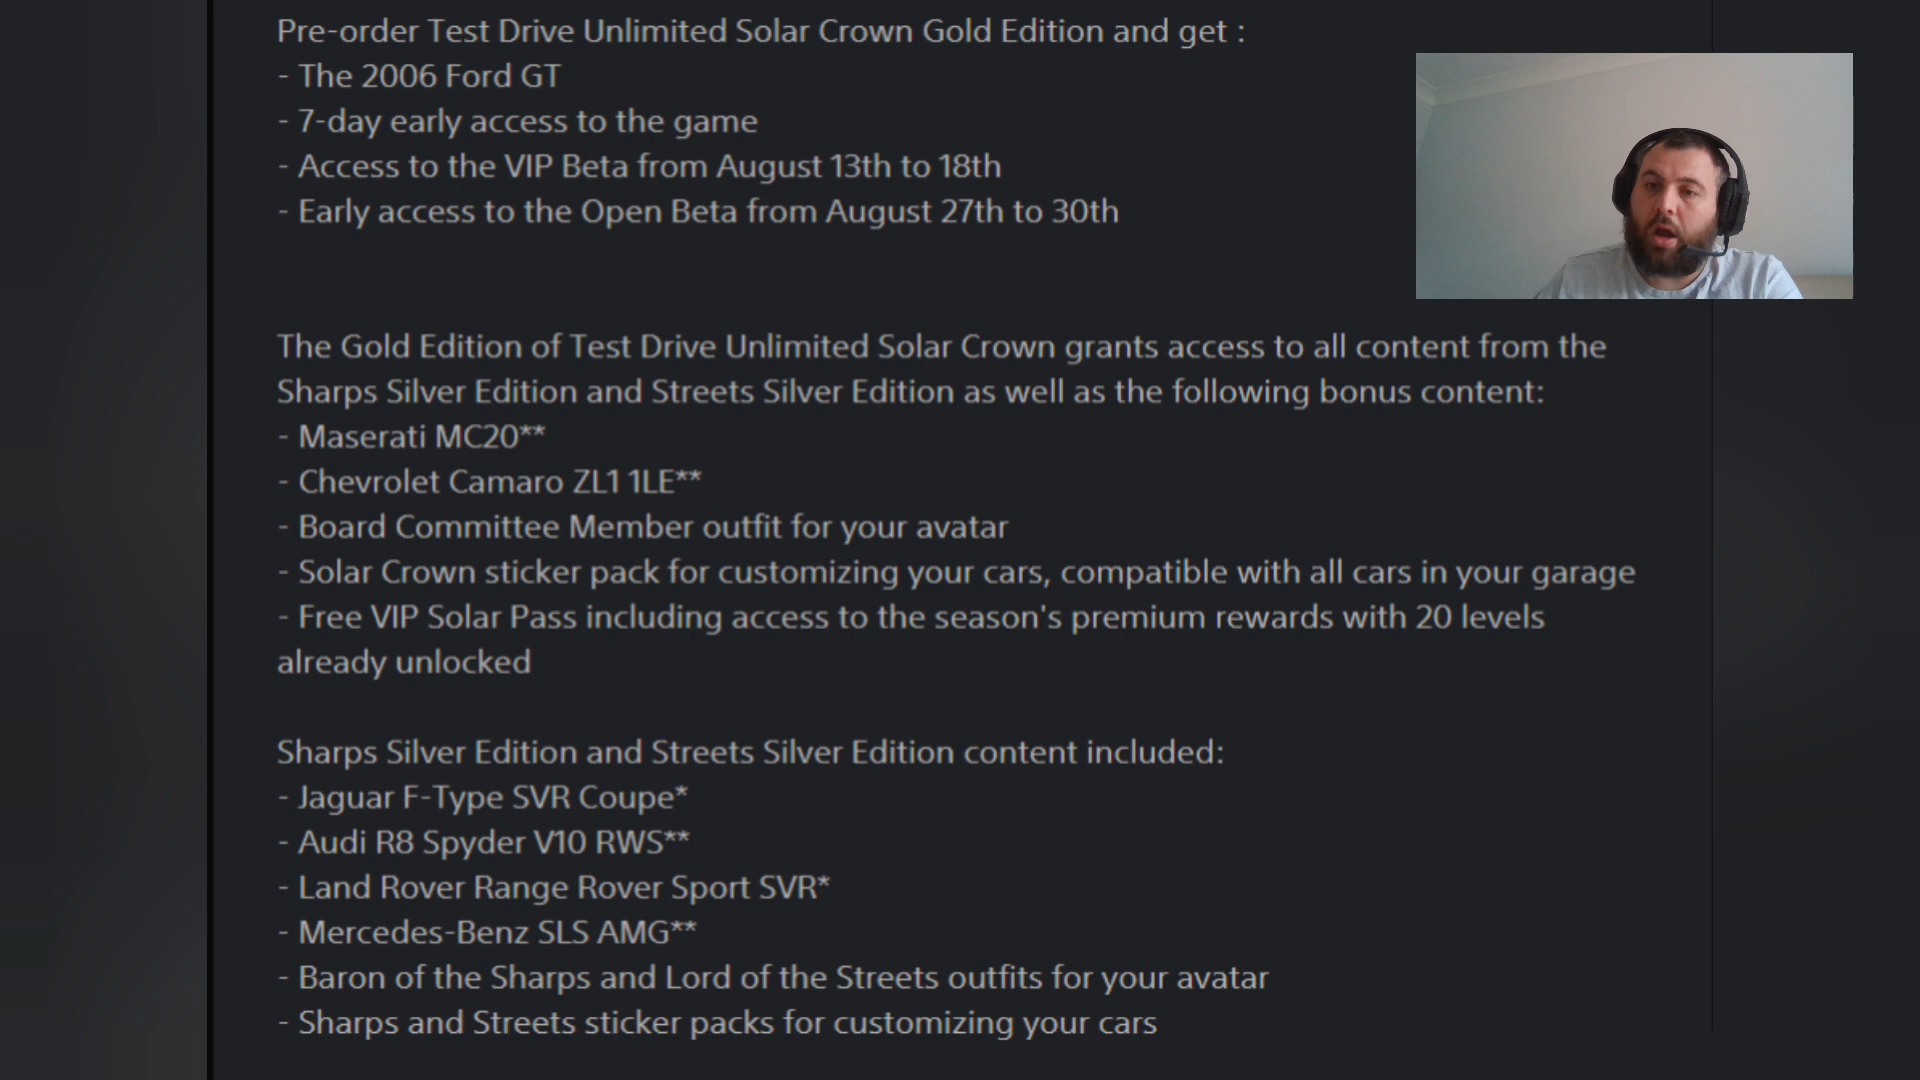 Pre-order Test Drive Unlimited Solar Crown Gold Edition and get :
- The 2006 Ford GT
- 7-day early access to the game
- Access to the VIP Beta from August 13th to 18th
- Early access to the Open Beta from August 27th to 30th
The Gold Edition of Test Drive Unlimited Solar Crown grants access to all content from the
Sharps Silver Edition and Streets Silver Edition as well as the following bonus content:
- Maserati MC20**
- Chevrolet Camaro ZL1 1LE**
- Board Committee Member outfit for your avatar
- Solar Crown sticker pack for customizing your cars, compatible with all cars in your garage
- Free VIP Solar Pass including access to the season's premium rewards with 20 levels
already unlocked
Sharps Silver Edition and Streets Silver Edition content included:
- Jaguar F-Type SVR Coupe*
- Audi R8 Spyder V10 RWS**
- Land Rover Range Rover Sport SVR*
- Mercedes-Benz SLS AMG**
- Baron of the Sharps and Lord of the Streets outfits for your avatar
- Sharps and Streets sticker packs for customizing your cars